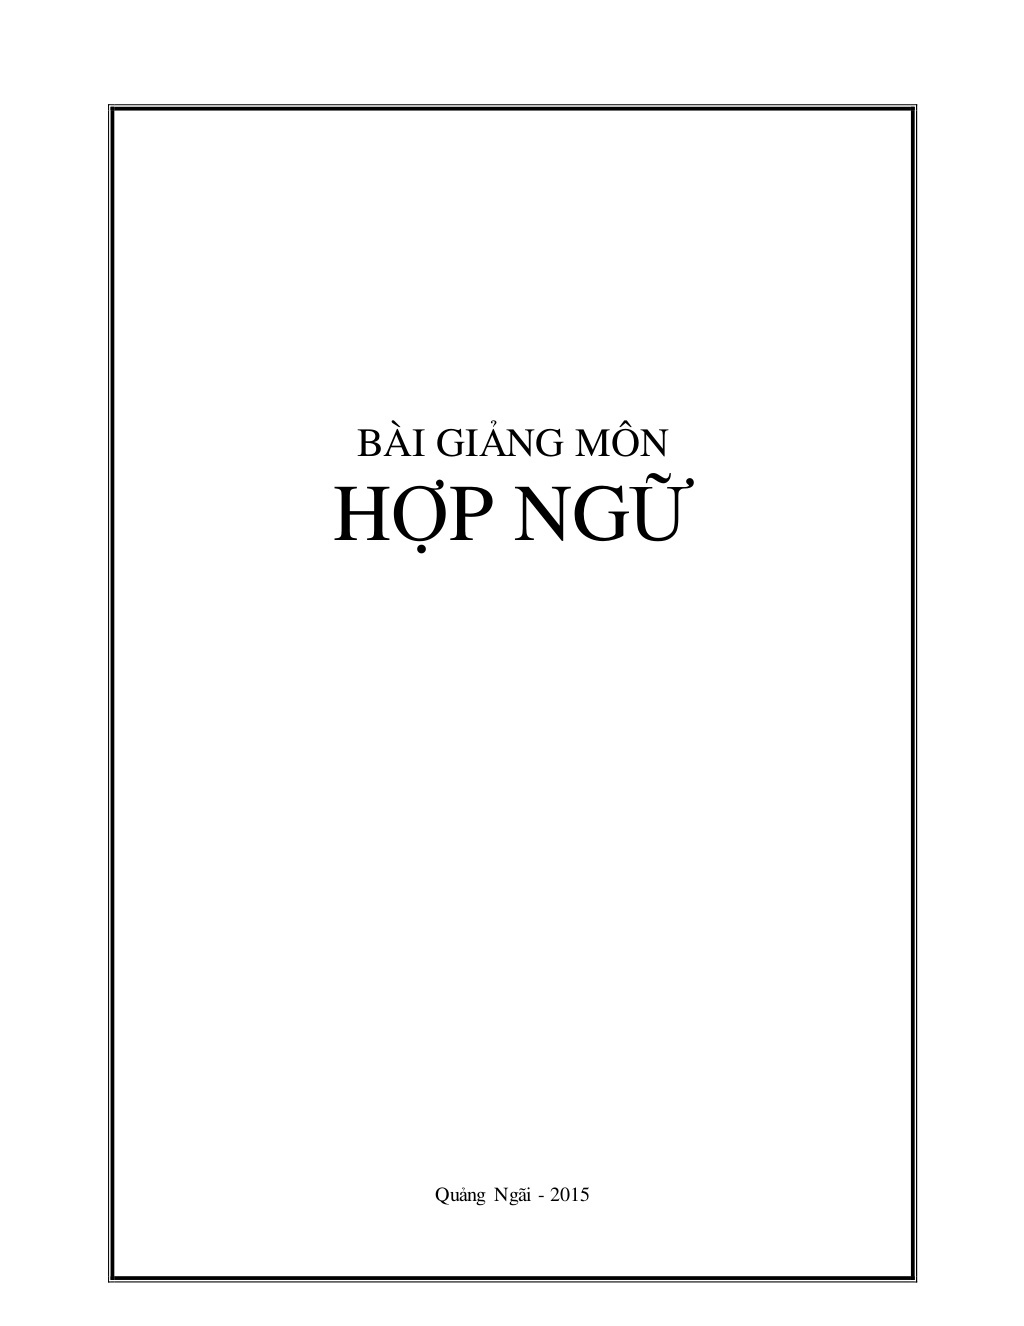 BÀI GIẢNG MÔN
HỢP NGỮ
Quảng Ngãi - 2015